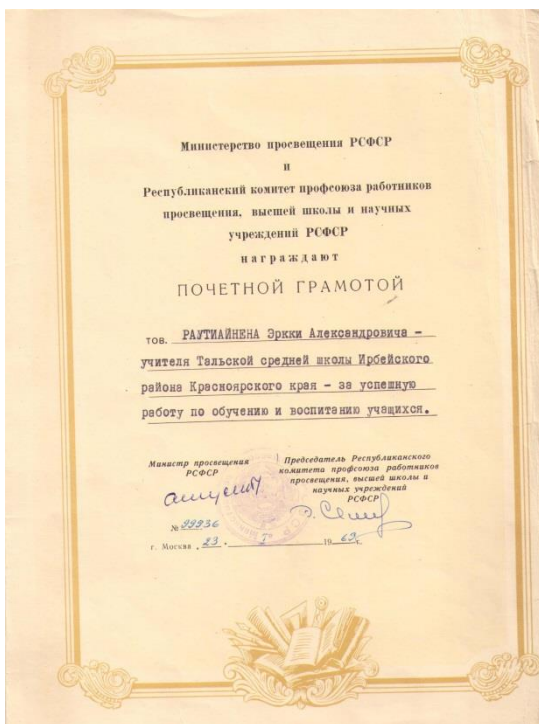 Министерство просвещения РСФСР
и
Республиканский комитет профсоюза работников
просвещения, высшей школы и научных
учреждений РСФСР
награждают
ПОЧЕТНОЙ ГРАМОТОЙ
тов. РАУТИАЙНЕНА Эркки Александровича –
учителя Тальской средней школы Ирбейского
района Красноярского края – за успешную
работу по обучению и воспитанию учащихся.
Министр просвещения
РСФСР
Председатель Республиканского
комитета профсоюза работников
просвещения, высшей школы и
научных учреждений
РСФСР
№ 99936
г. Москва „23. I 1969г.